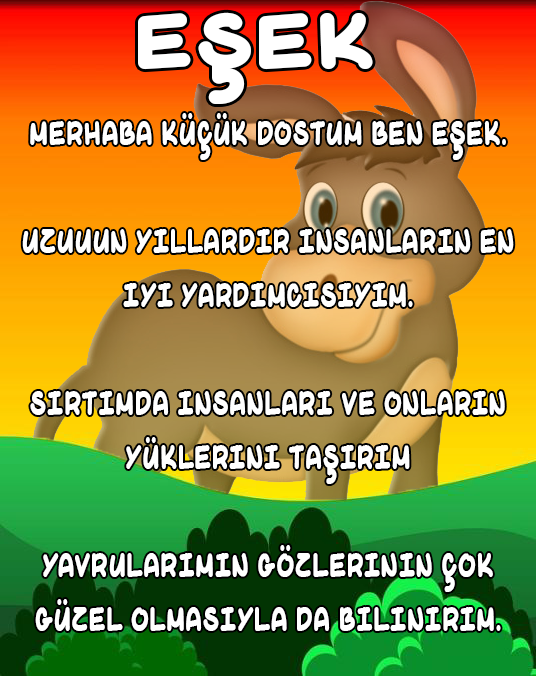 EŞEK
MERHABA KÜÇÜK DOSTUM BEN EŞEK.
UZUUUN YILLARDIR INSANLARIN EN
IYI YARDIMCISIYIM.
SIRTIMDA INSANLARI VE ONLARIN
YÜKLERINI TAŞIRIM
YAVRULARIMIN GÖZLERININ ÇOK
GÜZEL OLMASIYLA DA BILINIRIM.